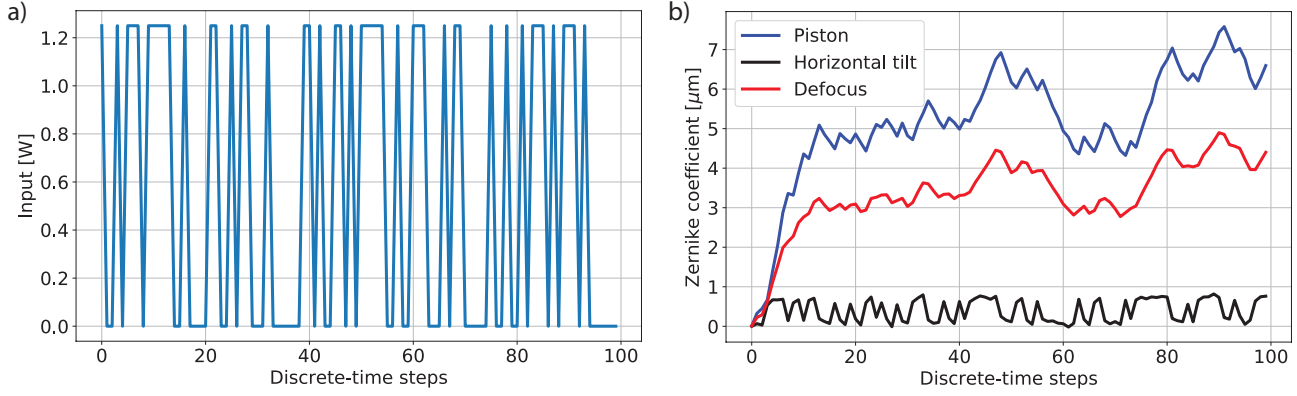 a)
1.2
1.0
0.8
0.6
0.4
0.2
0.0
Input [W]
0 20 40 60 80 100
Discrete-time steps
b)
Piston
Horizontal tilt
Defocus
7
6
5
4
3
2
1
0
Zernike coefficient [μm]
0 20 40 60 80 100
Discrete-time steps